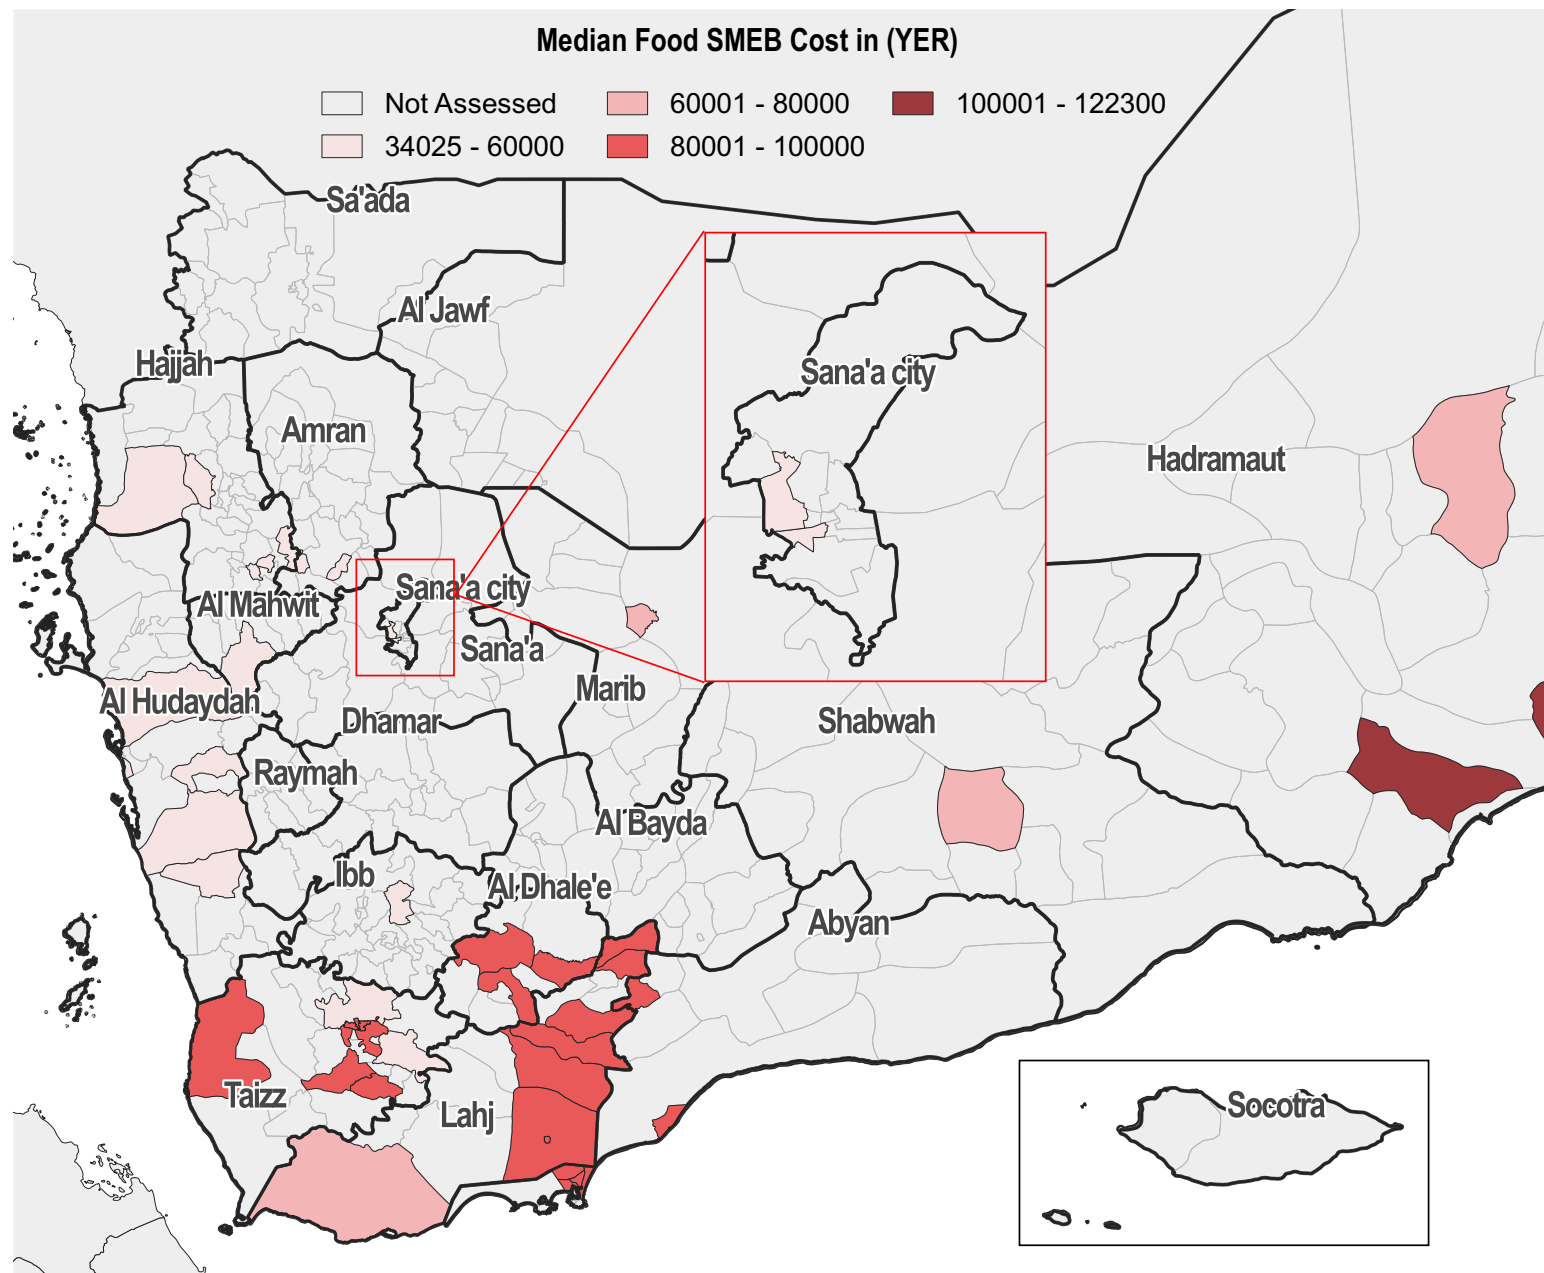 Median Food SMEB Cost in (YER)
Not Assessed
60001 - 80000
100001 - 122300
34025 - 60000
80001 - 100000
Sa'ada
Al Jawf
Hajjah
Sana'a city
Amran
Hadramaut
Sana'a city
Al Mahwit
Sana'a
Marib
Al Hudaydah
Dhamar
Shabwah
Raymah
Al Bayda
Ibb
Al Dhale'e
Abyan
Taizz
Lahj
Socotra